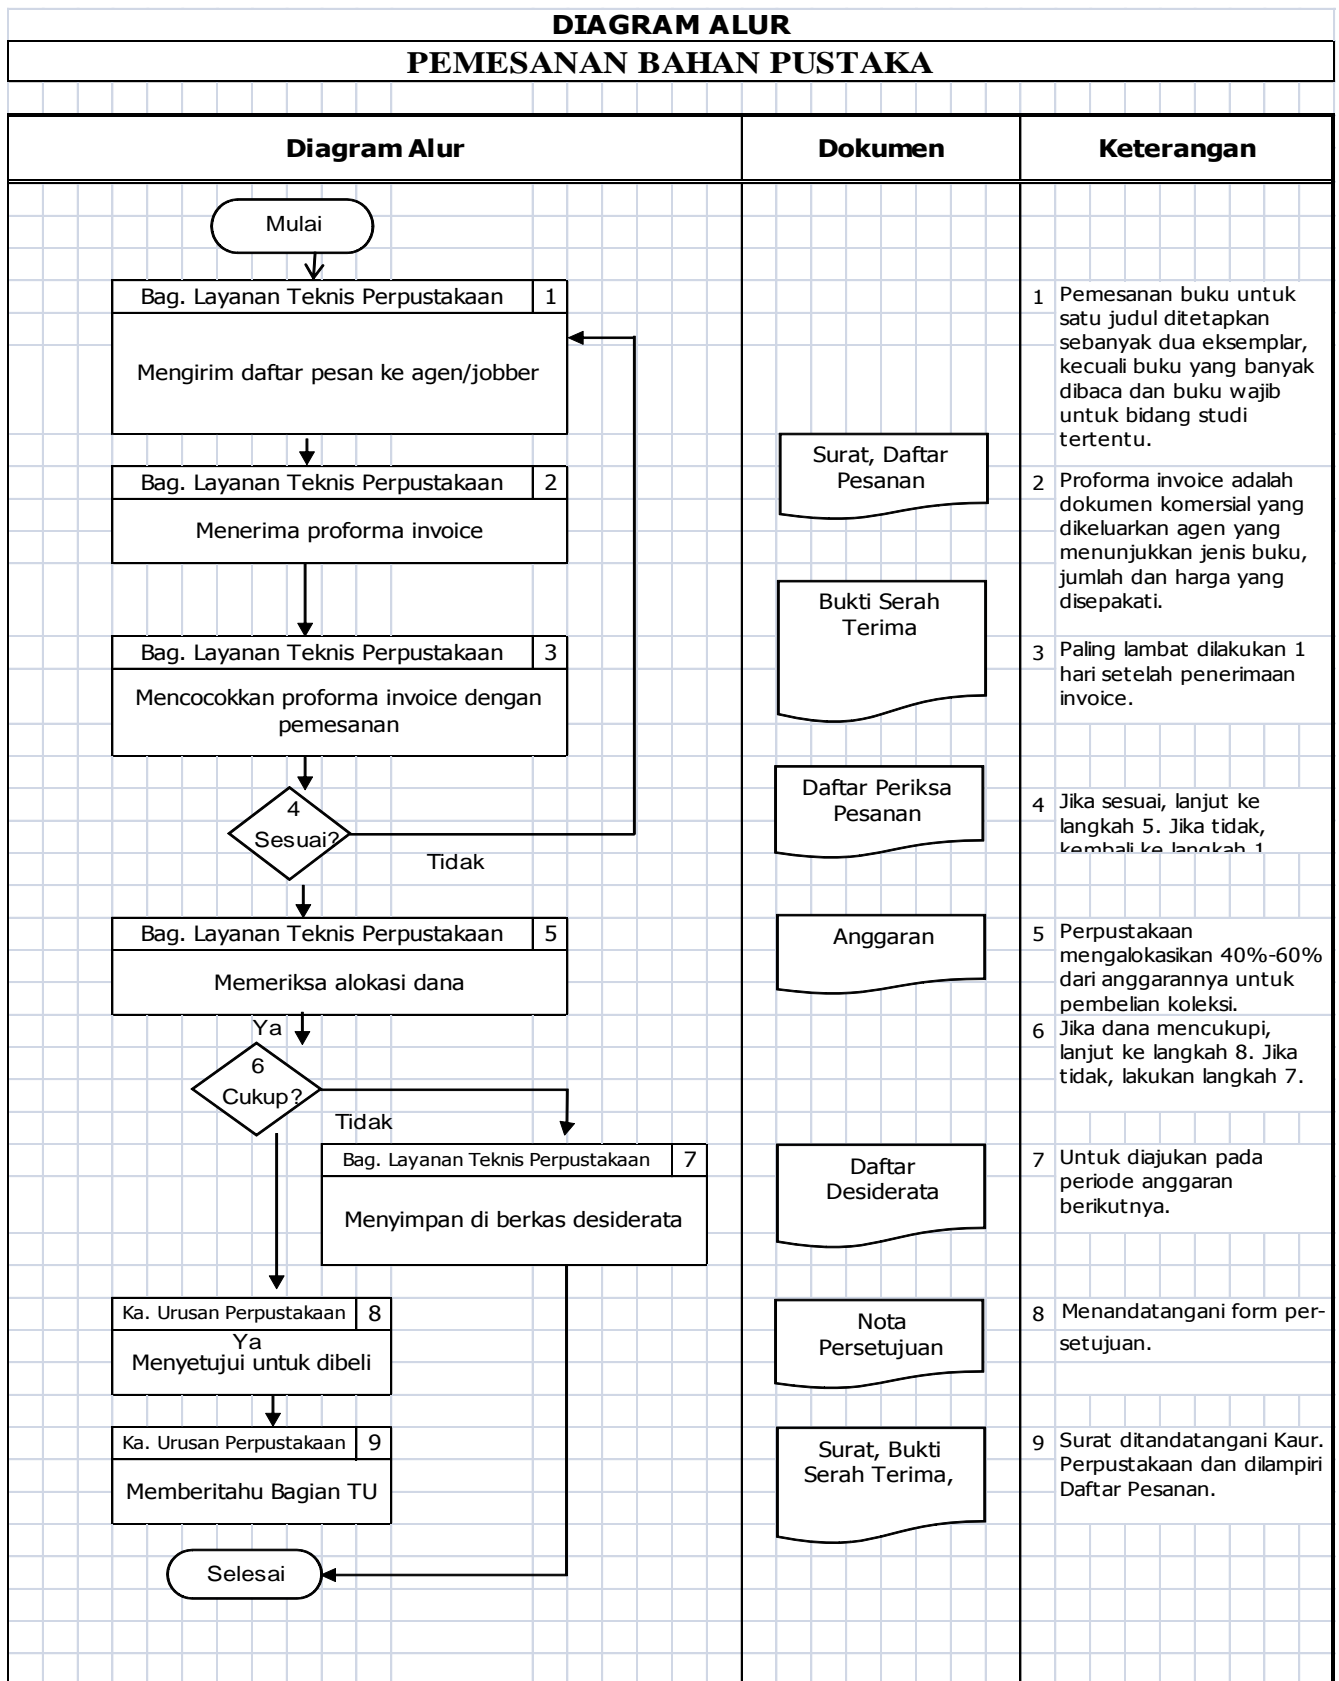 DIAGRAM ALUR
PEMESANAN BAHAN PUSTAKA
Diagram Alur
Dokumen
Keterangan
Mulai
Bag. Layanan Teknis Perpustakaan 1
Mengirim daftar pesan ke agen/jobber
Bag. Layanan Teknis Perpustakaan 2
Menerima proforma invoice
Bag. Layanan Teknis Perpustakaan 3
Mencocokkan proforma invoice dengan
pemesanan
4
Sesuai?
Tidak
Bag. Layanan Teknis Perpustakaan 5
Memeriksa alokasi dana
Ya
6
Cukup?
Tidak
Bag. Layanan Teknis Perpustakaan 7
Menyimpan di berkas desiderata
Ka. Urusan Perpustakaan 8
Ya
Menyetujui untuk dibeli
Ka. Urusan Perpustakaan 9
Memberitahu Bagian TU
Selesai
Surat, Daftar
Pesanan
Bukti Serah
Terima
Daftar Periksa
Pesanan
Anggaran
Daftar
Desiderata
Nota
Persetujuan
Surat, Bukti
Serah Terima,
1 Pemesanan buku untuk
satu judul ditetapkan
sebanyak dua eksemplar,
kecuali buku yang banyak
dibaca dan buku wajib
untuk bidang studi
tertentu.
2 Proforma invoice adalah
dokumen komersial yang
dikeluarkan agen yang
menunjukkan jenis buku,
jumlah dan harga yang
disepakati.
3 Paling lambat dilakukan 1
hari setelah penerimaan
invoice.
4 Jika sesuai, lanjut ke
langkah 5. Jika tidak,
kembali ke langkah 1
5 Perpustakaan
mengalokasikan 40%-60%
dari anggarannya untuk
pembelian koleksi.
6 Jika dana mencukupi,
lanjut ke langkah 8. Jika
tidak, lakukan langkah 7.
7 Untuk diajukan pada
periode anggaran
berikutnya.
8 Menandatangani form per-
setujuan.
9 Surat ditandatangani Kaur.
Perpustakaan dan dilampiri
Daftar Pesanan.